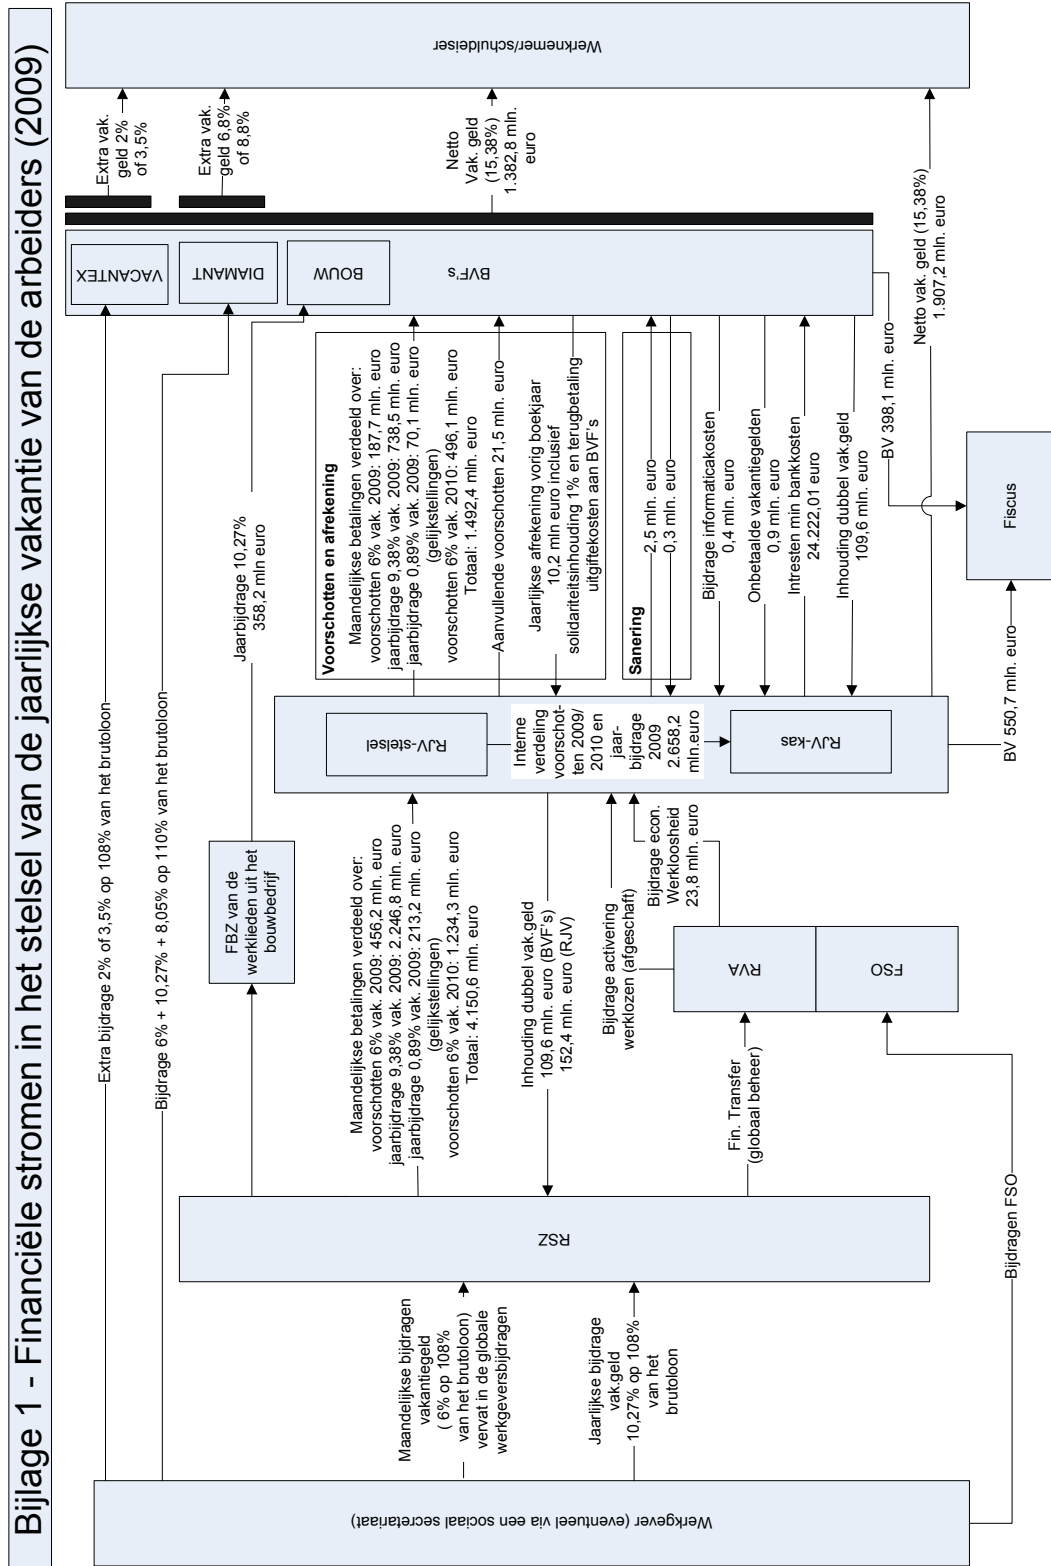 Bijlage 1 - Financiële stromen in het stelsel van de jaarlijkse vakantie van de arbeiders (2009)
Werkgever (eventueel via een sociaal secretariaat)
Extra bijdrage 2% of 3,5% op 108% van het brutoloon
Bijdrage 6% + 10,27% + 8,05% op 110% van het brutoloon
Maandelijkse bijdragen
vakantiegeld
( 6% op 108%
van het brutoloon)
vervat in de globale
werkgeversbijdragen
Jaarlijkse bijdrage
vak.geld
10,27% op 108%
van het
brutoloon
Bijdragen FSO
RSZ
FBZ van de
werklieden uit het
bouwbedrijf
Jaarbijdrage 10,27%
358,2 mln euro
Maandelijkse betalingen verdeeld over:
voorschotten 6% vak. 2009: 456,2 mln. euro
jaarbijdrage 9,38% vak. 2009: 2.246,8 mln. euro
jaarbijdrage 0,89% vak. 2009: 213,2 mln. euro
(gelijkstellingen)
voorschotten 6% vak. 2010: 1.234,3 mln. euro
Totaal: 4.150,6 mln. euro
Inhouding dubbel vak.geld
109,6 mln. euro (BVF's)
152,4 mln. euro (RJV)
Bijdrage activering
werklozen (afgeschaft)
Bijdrage econ.
Werkloosheid
23,8 mln. euro
Fin. Transfer
(globaal beheer)
RVA
FSO
RJV-stelsel
Interne
verdeling
voorschot-
ten 2009/
2010 en
jaar-
bijdrage
2009
2.658,2
mln.euro
RJV-kas
Voorschotten en afrekening
Maandelijkse betalingen verdeeld over:
voorschotten 6% vak. 2009: 187,7 mln. euro
jaarbijdrage 9,38% vak. 2009: 738,5 mln. euro
jaarbijdrage 0,89% vak. 2009: 70,1 mln. euro
(gelijkstellingen)
voorschotten 6% vak. 2010: 496,1 mln. euro
Totaal: 1.492,4 mln. euro
Aanvullende voorschotten 21,5 mln. euro
Jaarlijkse afrekening vorig boekjaar
10,2 mln euro inclusief
solidariteitsinhouding 1% en terugbetaling
uitgiftekosten aan BVF's
Sanering
2,5 mln. euro
0,3 mln. euro
Bijdrage informaticakosten
0,4 mln. euro
Onbetaalde vakantiegelden
0,9 mln. euro
Intresten min bankkosten
24.222,01 euro
Inhouding dubbel vak.geld
109,6 mln. euro
BV 398,1 mln. euro
BV 550,7 mln. euro
Fiscus
Netto vak. geld (15,38%)
1.907,2 mln. euro
VACANTEX
DIAMANT
BOUW
BVF's
Extra vak.
geld 2%
of 3,5%
Extra vak.
geld 6,8%
of 8,8%
Netto
Vak. geld
(15,38%)
1.382,8 mln.
euro
Werknemer/schuldeiser